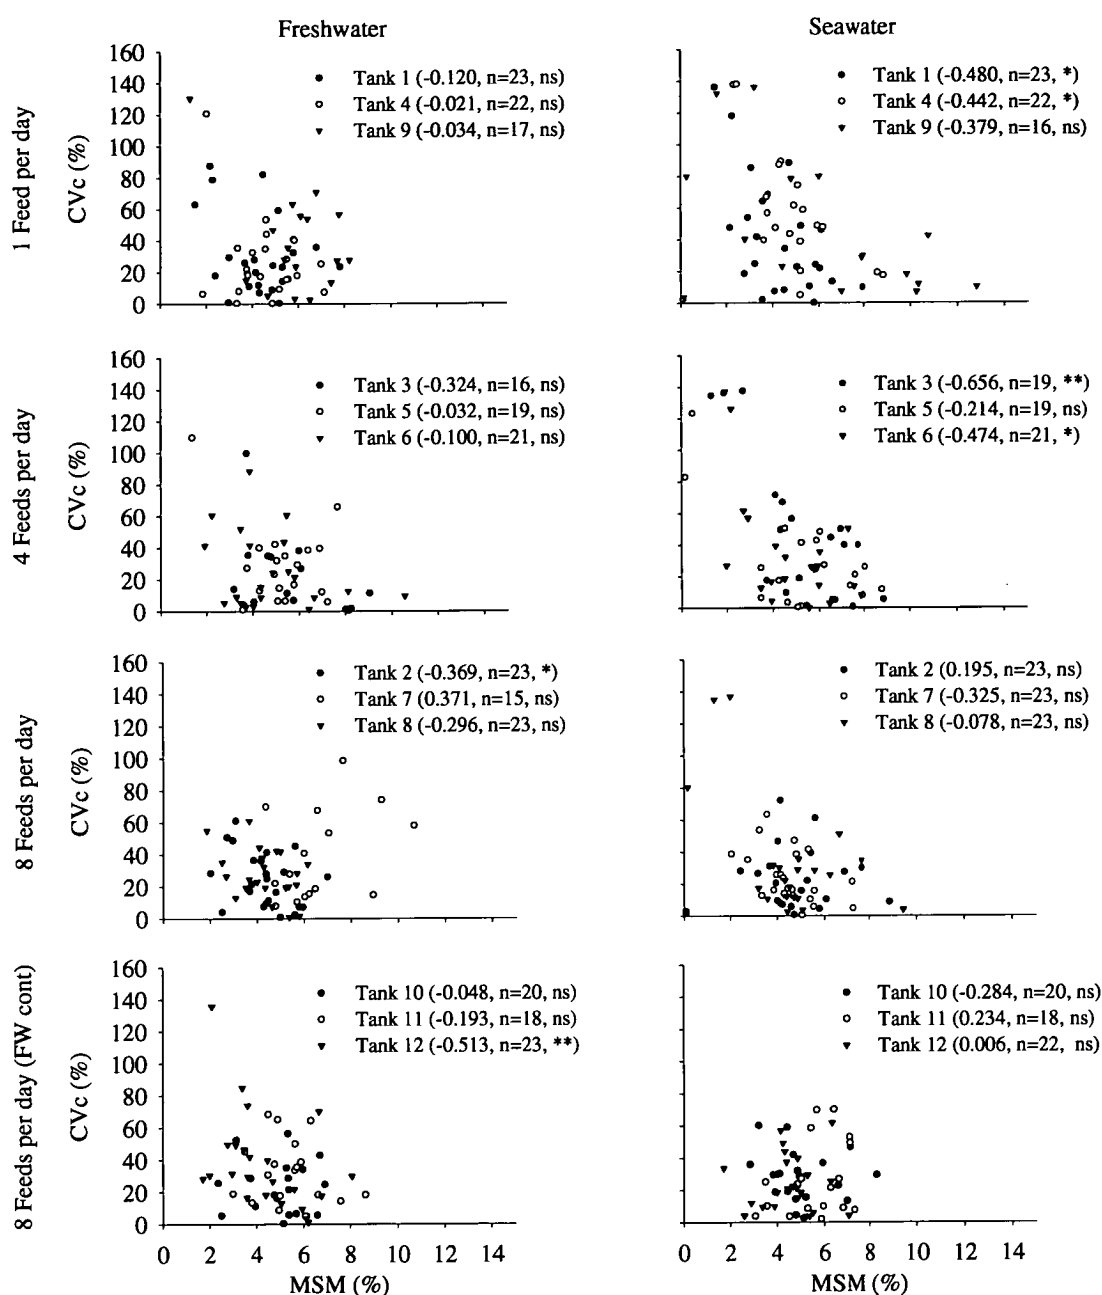 Freshwater
Seawater
1 Feed per day
CVc (%)
160
140
120
100
80
60
40
20
0
Tank 1 (-0.120, n=23, ns)
Tank 4 (-0.021, n=22, ns)
Tank 9 (-0.034, n=17, ns)
Tank 1 (-0.480, n=23, *)
Tank 4 (-0.442, n=22, *)
Tank 9 (-0.379, n=16, ns)
4 Feeds per day
CVc (%)
160
140
120
100
80
60
40
20
0
Tank 3 (-0.324, n=16, ns)
Tank 5 (-0.032, n=19, ns)
Tank 6 (-0.100, n=21, ns)
Tank 3 (-0.656, n=19, **)
Tank 5 (-0.214, n=19, ns)
Tank 6 (-0.474, n=21, *)
8 Feeds per day
CVc (%)
160
140
120
100
80
60
40
20
0
Tank 2 (-0.369, n=23, *)
Tank 7 (0.371, n=15, ns)
Tank 8 (-0.296, n=23, ns)
Tank 2 (0.195, n=23, ns)
Tank 7 (-0.325, n=23, ns)
Tank 8 (-0.078, n=23, ns)
8 Feeds per day (FW cont)
CVc (%)
160
140
120
100
80
60
40
20
0
Tank 10 (-0.048, n=20, ns)
Tank 11 (-0.193, n=18, ns)
Tank 12 (-0.513, n=23, **)
Tank 10 (-0.284, n=20, ns)
Tank 11 (0.234, n=18, ns)
Tank 12 (0.006, n=22, ns)
0 2 4 6 8 10 12 14
MSM (%)
0 2 4 6 8 10 12 14
MSM (%)